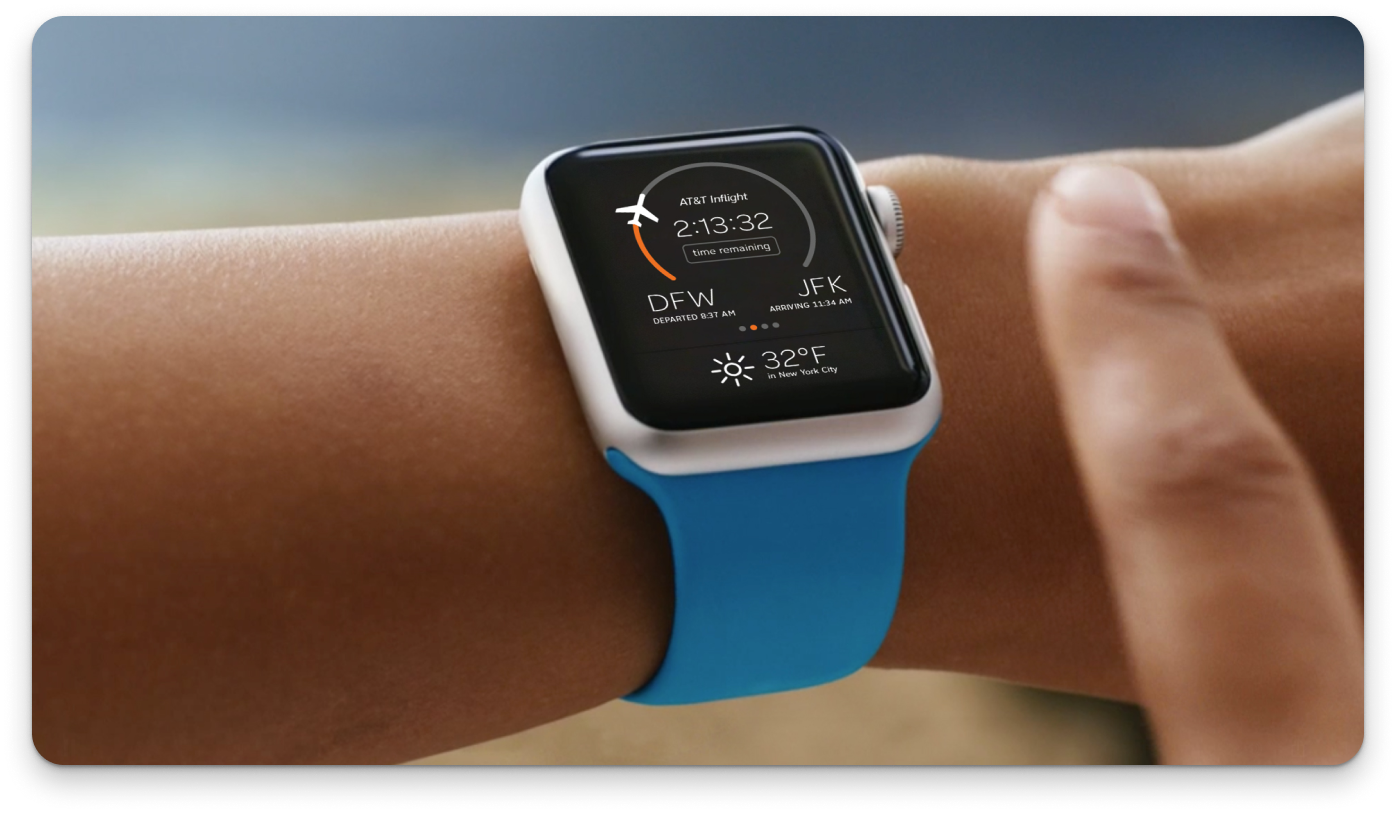 AT&T Inflight
2:13:32
time remaining
DFW
DEPARTED 8:37 AM
JFK
ARRIVING 11:34 AM
32°F
in New York City